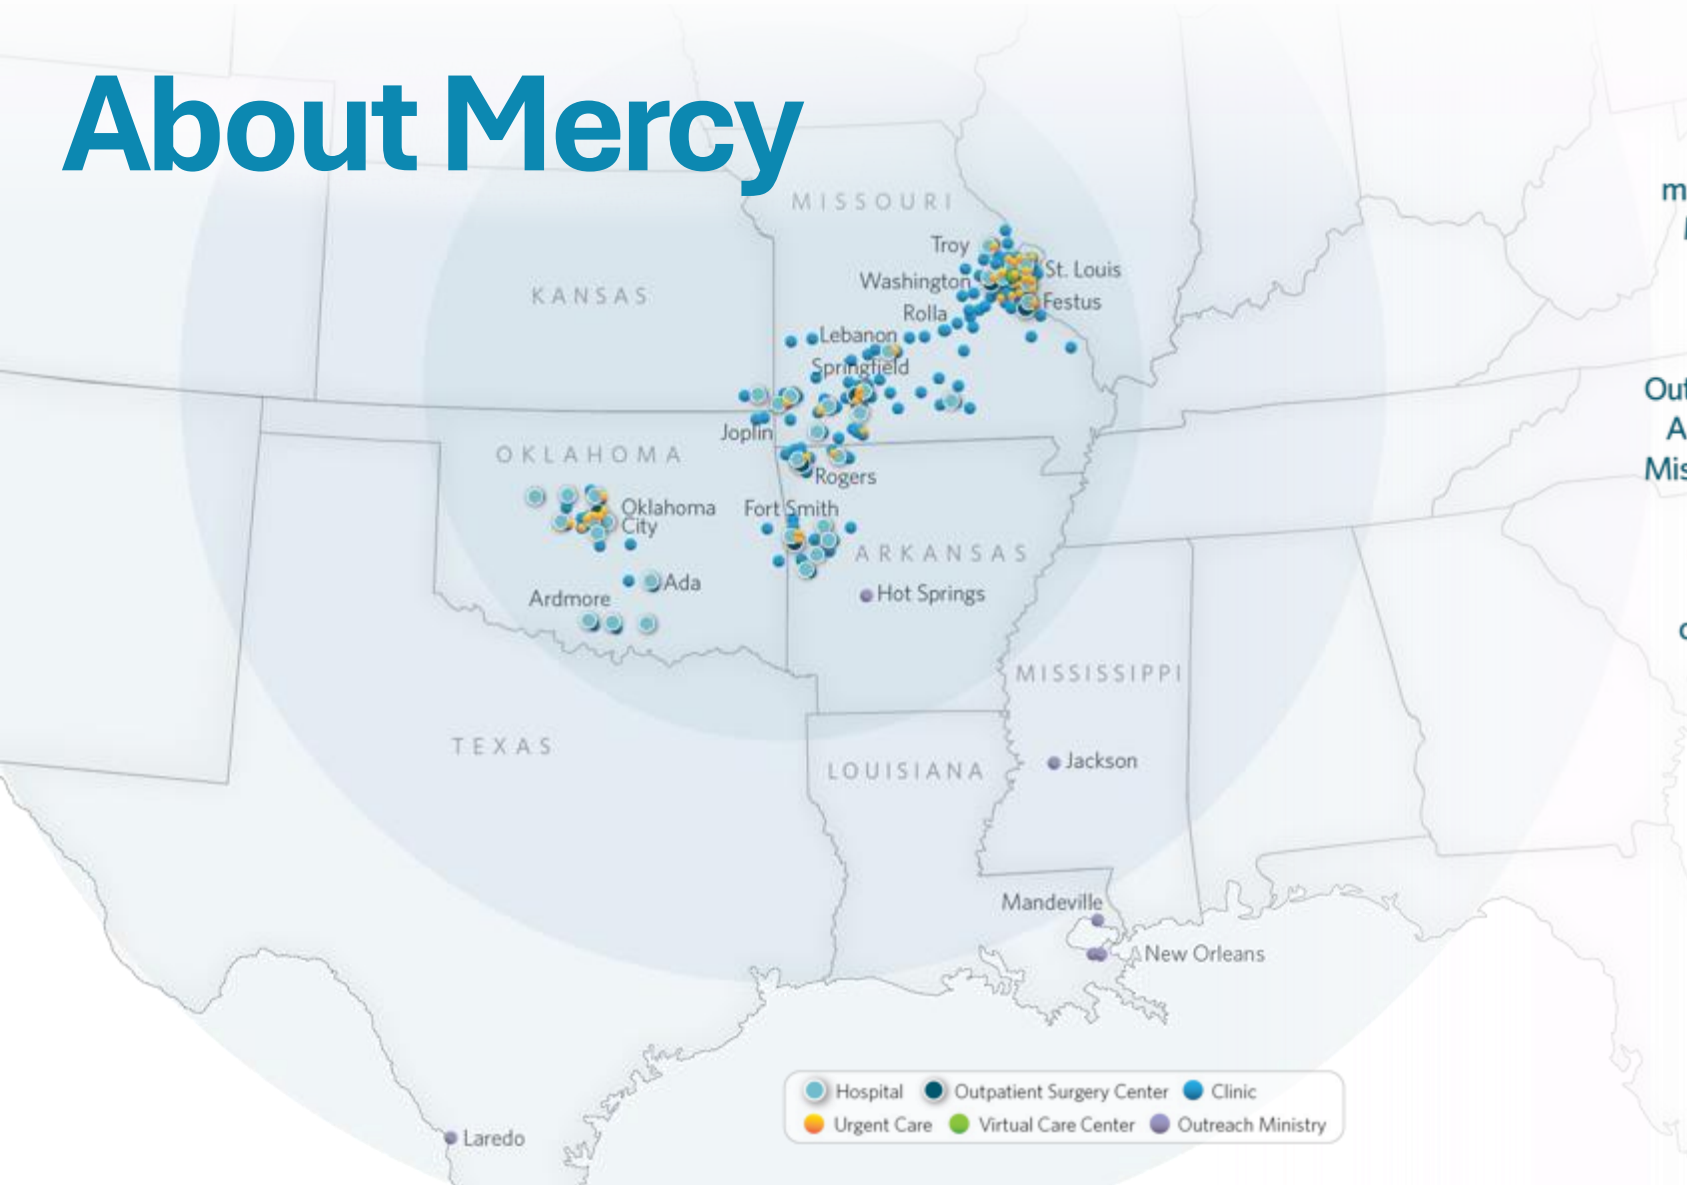 About Mercy
MISSOURI
m
Troy
St. Louis
Washington
KANSAS
Festus
Rolla
Lebanon
Springfield
Out
A
Joplin
OKLAHOMA
Mis
Rogers
Oklahoma
City
Fort Smith
ARKANSAS
Ada
Hot Springs
Ardmore
MISSISSIPPI
TEXAS
Jackson
LOUISIANA
Mandeville
New Orleans
Hospital Outpatient Surgery Center Clinic
Urgent Care Virtual Care Center Outreach Ministry
Laredo